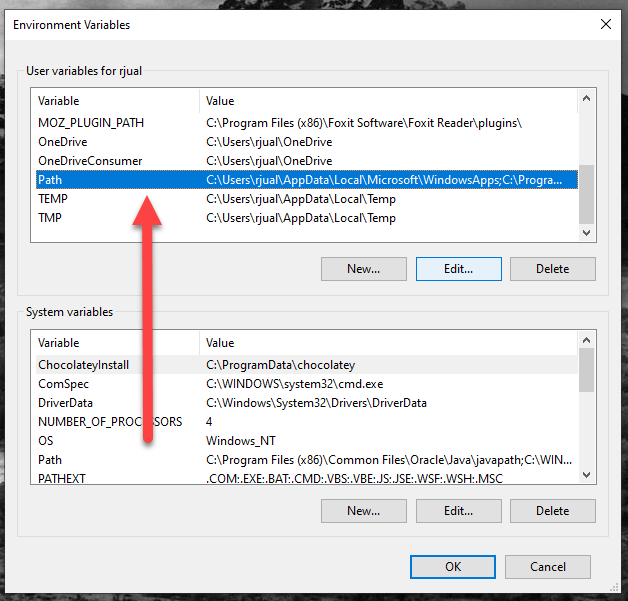 Environment Variables
User variables for rjual
Variable Value
MOZ_PLUGIN_PATH C:\Program Files (x86)\Foxit Software\Foxit Reader\plugins\
OneDrive C:\Users\rjual\OneDrive
OneDriveConsumer C:\Users\rjual\OneDrive
Path C:\Users\rjual\AppData\Local\Microsoft\WindowsApps;C:\Progra...
TEMP C:\Users\rjual\AppData\Local\Temp
TMP C:\Users\rjual\AppData\Local\Temp
New... Edit... Delete
System variables
Variable Value
ChocolateyInstall C:\ProgramData\chocolatey
ComSpec C:\WINDOWS\system32\cmd.exe
DriverData C:\Windows\System32\Drivers\DriverData
NUMBER_OF_PROCESSORS 4
OS Windows_NT
Path C:\Program Files (x86)\Common Files\Oracle\Java\javapath;C:\WIN...
PATHEXT .COM;.EXE;.BAT;.CMD;.VBS;.VBE;.JS;.JSE;.WSF;.WSH;.MSC
New... Edit... Delete
OK Cancel